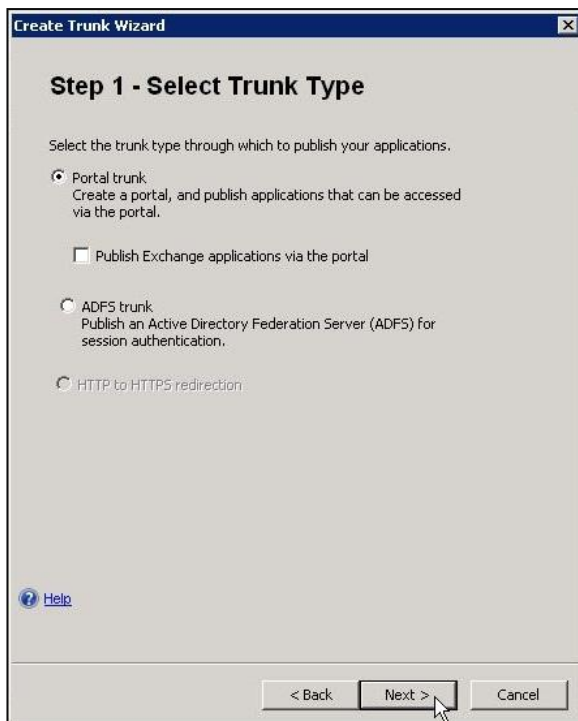 Create Trunk Wizard
Step 1 - Select Trunk Type
Select the trunk type through which to publish your applications.
Portal trunk
Create a portal, and publish applications that can be accessed
via the portal.
Publish Exchange applications via the portal
ADFS trunk
Publish an Active Directory Federation Server (ADFS) for
session authentication.
HTTP to HTTPS redirection
Help
< Back Next > Cancel